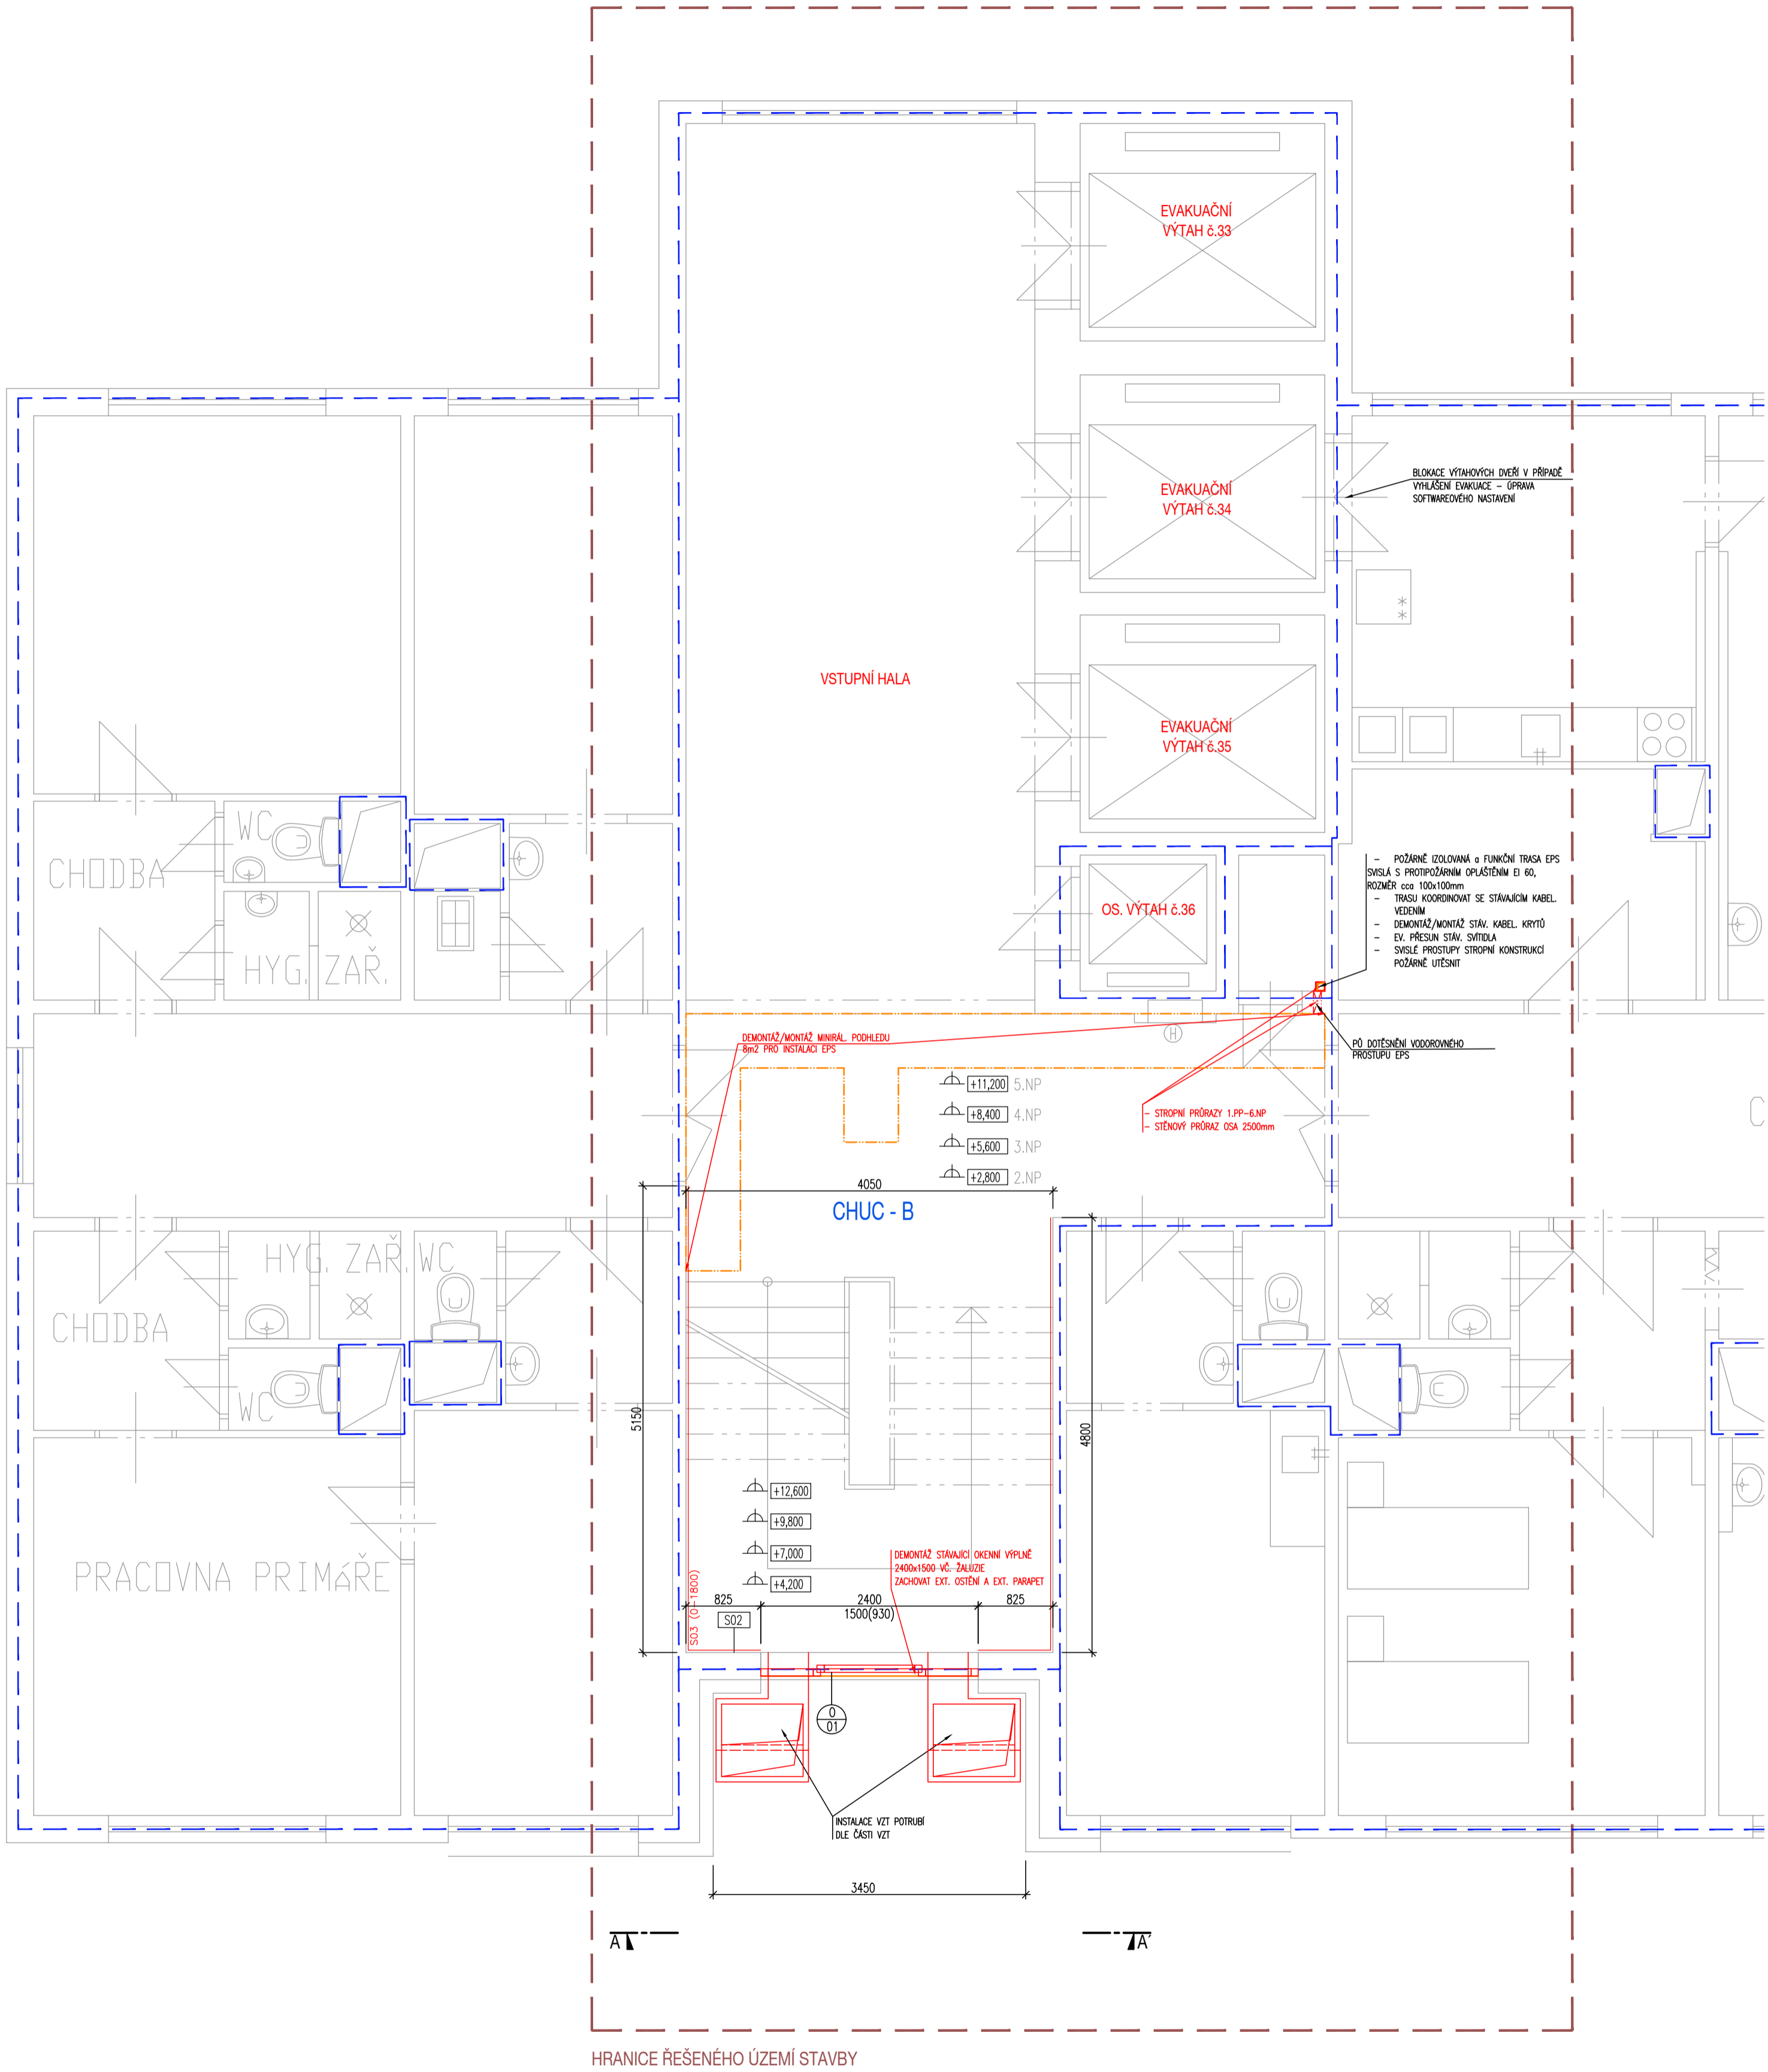 EVAKUAČNÍ
VÝTAH č.33
BLOKACE VÝTAHOVÝCH DVEŘÍ V PŘÍPADĚ
VYHLÁŠENÍ EVAKUACE – ÚPRAVA
SOFTWAREOVÉHO NASTAVENÍ
EVAKUAČNÍ
VÝTAH č.34
VSTUPNÍ HALA
EVAKUAČNÍ
VÝTAH č.35
WC
CHODBA
HYG. ZAŘ.
OS. VÝTAH č.36
– POŽÁRNĚ IZOLOVANÁ a FUNKČNÍ TRASA EPS
SVISLÁ S PROTIPOŽÁRNÍM OPLÁŠTĚNÍM EI 60,
ROZMĚR cca 100x100mm
– TRASU KOORDINOVAT SE STÁVAJÍCÍM KABEL.
VEDENÍM
– DEMONTÁŽ/MONTÁŽ STÁV. KABEL. KRYTŮ
– EV. PŘESUN STÁV. SVÍTIDLA
– SVISLÉ PROSTUPY STROPNÍ KONSTRUKCÍ
POŽÁRNĚ UTĚSNIT
DEMONTÁŽ/MONTÁŽ MINIRÁL. PODHLEDU
8m2 PRO INSTALACI EPS
H
PŮ DOTĚSNĚNÍ VODOROVNÉHO
PROSTUPU EPS
+11,200 5.NP
+8,400 4.NP
+5,600 3.NP
+2,800 2.NP
– STROPNÍ PRŮRAZY 1.PP–6.NP
– STĚNOVÝ PRŮRAZ OSA 2500mm
4050
CHUC - B
HYG. ZAŘ. WC
CHODBA
WC
5150
4800
PRACOVNA PRIMÁŘE
+12,600
+9,800
+7,000
+4,200
DEMONTÁŽ STÁVAJÍCÍ OKENNÍ VÝPLNĚ
2400x1500 VČ. ŽALUZIE
ZACHOVAT EXT. OSTĚNÍ A EXT. PARAPET
S03 (0–1800)
825
2400
825
1500(930)
S02
O
01
INSTALACE VZT POTRUBÍ
DLE ČÁSTI VZT
3450
A
A´
HRANICE ŘEŠENÉHO ÚZEMÍ STAVBY